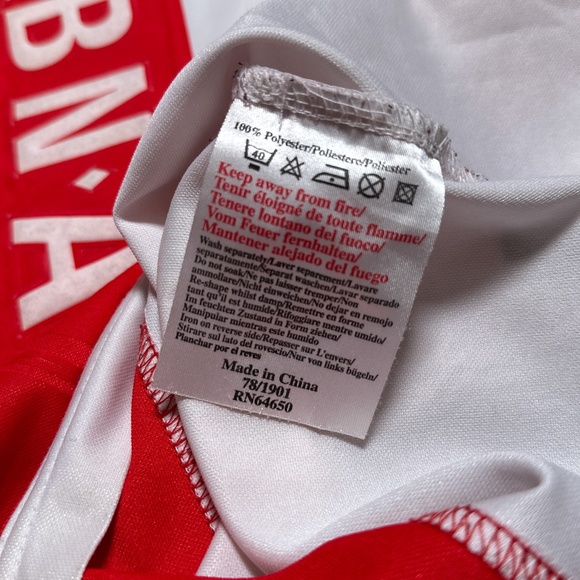 BN
A
100% Polyester/Poliestere/Poliester
40
Keep away from fire/
Tenir éloigné de toute flamme/
Tenere lontano del fuoco/
Vom Feuer fernhalten/
Mantener alejado del fuego
Wash separately/Laver separement/Lavare
separatamente/Separat waschen/Lavar separado
Do not soak/Ne pas laisser tremper/Non
ammollare/Nicht einweichen/No dejar en remojo
Re-shape whilst damp/Remettre en forme
tant qu'il est humide/Rifoggiare mentre umido/
Im feuchten Zustand in Form ziehen/
Manipular mientras este humido
Iron on reverse side/Repasser sur L'envers/
Stirare sul lato del rovescio/Nur von links bügeln/
Planchar por el reves
Made in China
78/1901
RN64650